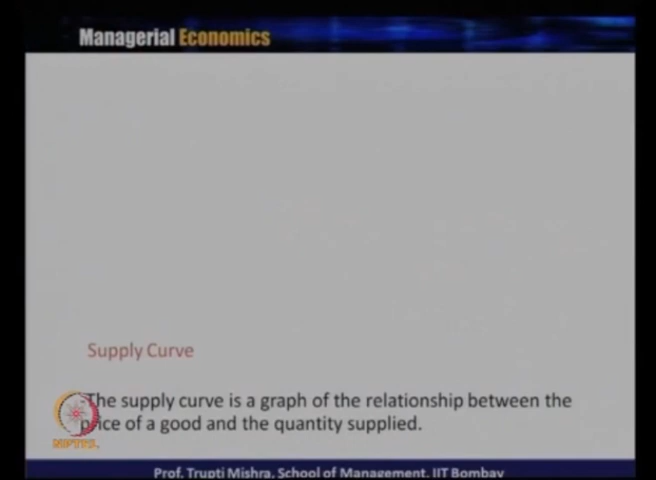 Managerial Economics
Supply Curve
-The supply curve is a graph of the relationship between the
price of a good and the quantity supplied.
NPTEL
Prof. Trupti Mishra, School of Management, IIT Bombay